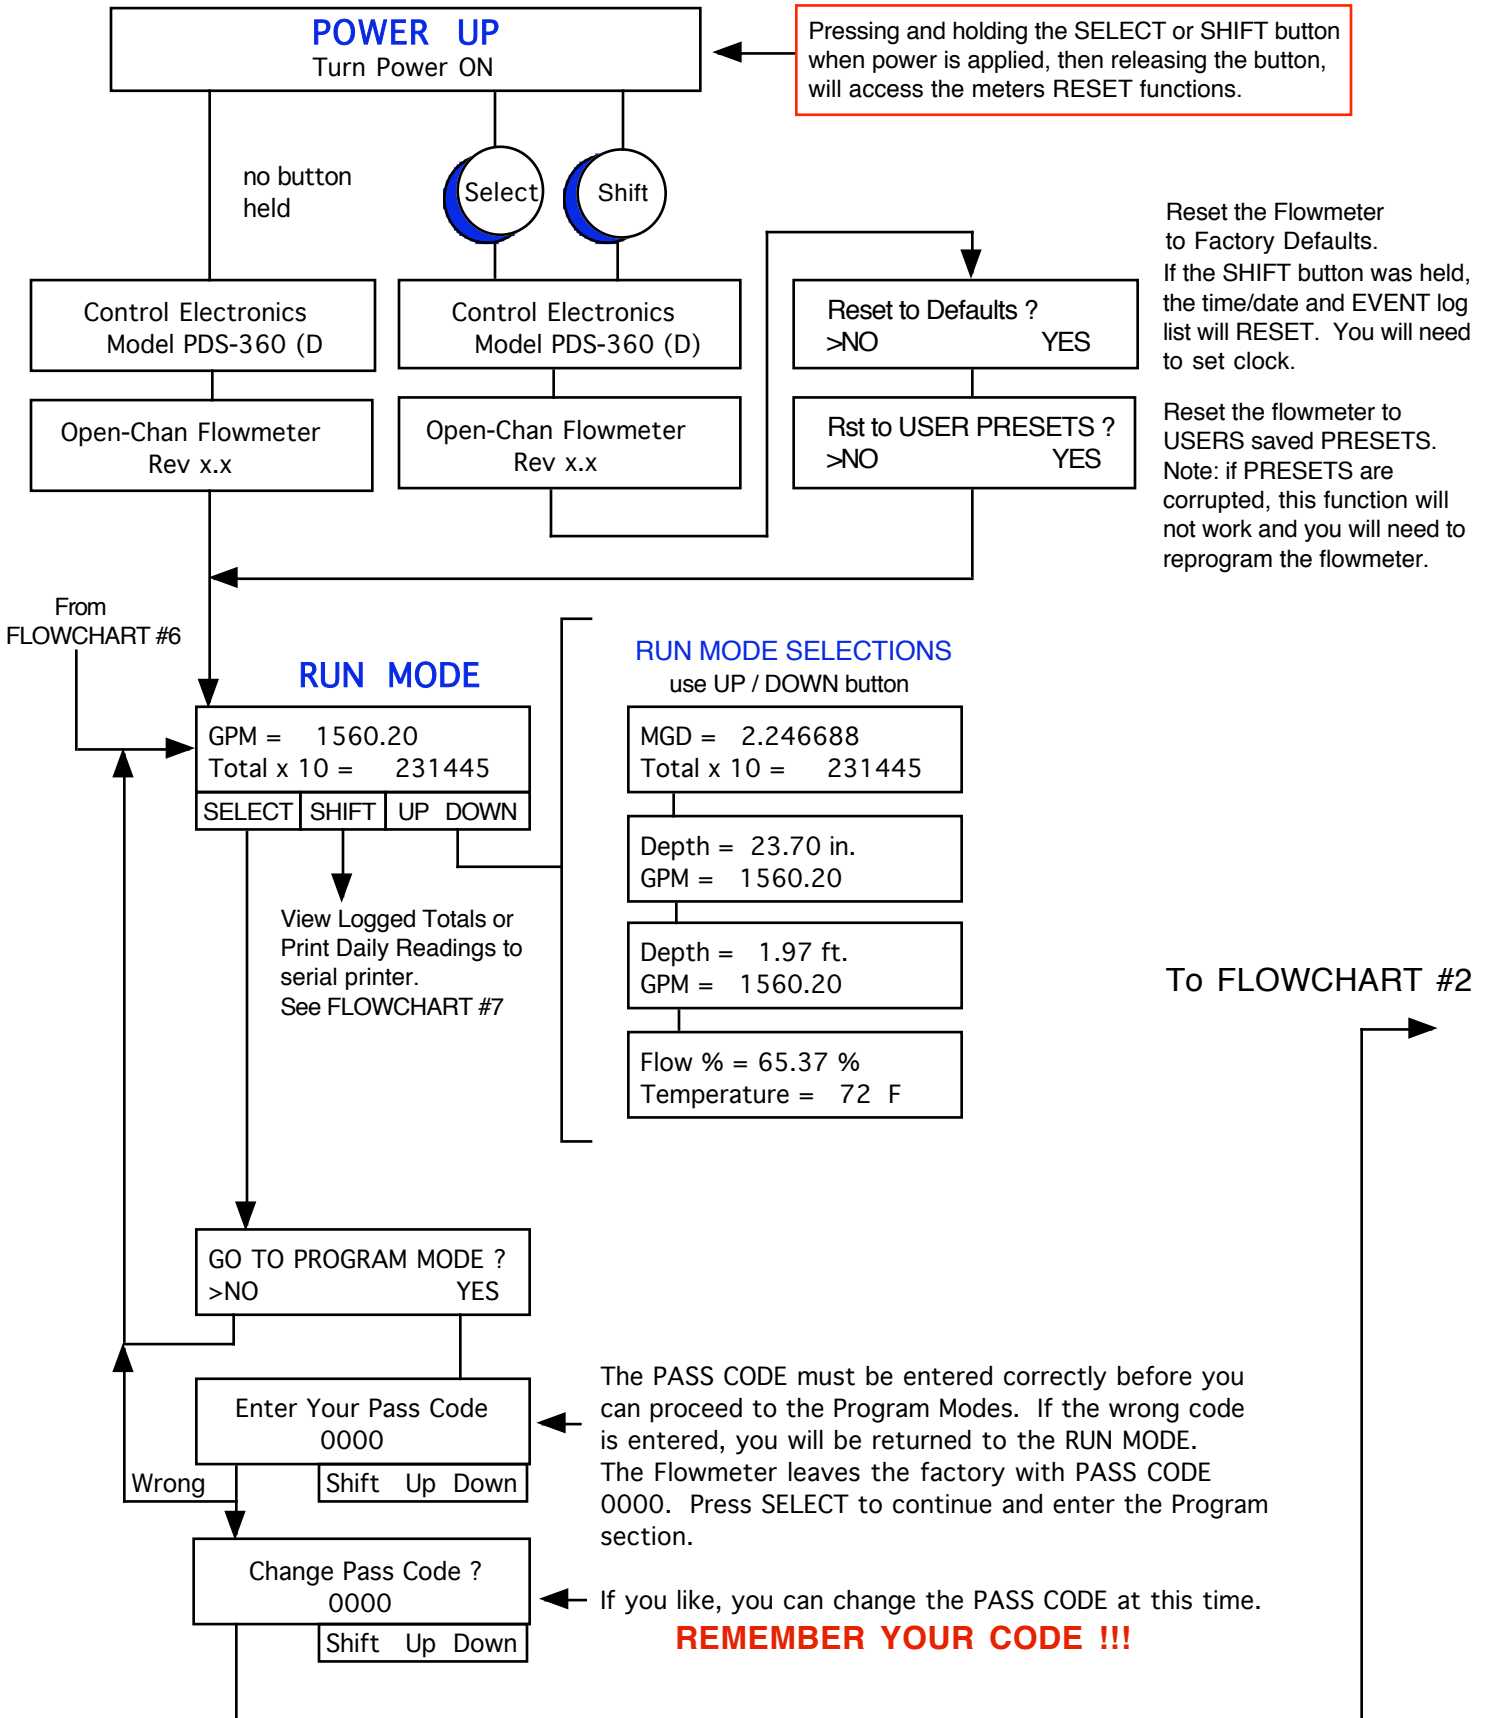 POWER UP
Turn Power ON
Pressing and holding the SELECT or SHIFT button
when power is applied, then releasing the button,
will access the meters RESET functions.
no button
held
Select
Shift
Control Electronics
Model PDS-360 (D
Open-Chan Flowmeter
Rev x.x
Control Electronics
Model PDS-360 (D)
Open-Chan Flowmeter
Rev x.x
Reset to Defaults ?
>NO YES
Rst to USER PRESETS ?
>NO YES
Reset the Flowmeter
to Factory Defaults.
If the SHIFT button was held,
the time/date and EVENT log
list will RESET. You will need
to set clock.
Reset the flowmeter to
USERS saved PRESETS.
Note: if PRESETS are
corrupted, this function will
not work and you will need to
reprogram the flowmeter.
From
FLOWCHART #6
RUN MODE
GPM = 1560.20
Total x 10 = 231445
SELECT SHIFT UP DOWN
View Logged Totals or
Print Daily Readings to
serial printer.
See FLOWCHART #7
RUN MODE SELECTIONS
use UP / DOWN button
MGD = 2.246688
Total x 10 = 231445
Depth = 23.70 in.
GPM = 1560.20
Depth = 1.97 ft.
GPM = 1560.20
Flow % = 65.37 %
Temperature = 72 F
To FLOWCHART #2
GO TO PROGRAM MODE ?
>NO YES
Enter Your Pass Code
0000
Shift Up Down
Wrong
The PASS CODE must be entered correctly before you
can proceed to the Program Modes. If the wrong code
is entered, you will be returned to the RUN MODE.
The Flowmeter leaves the factory with PASS CODE
0000. Press SELECT to continue and enter the Program
section.
Change Pass Code ?
0000
Shift Up Down
If you like, you can change the PASS CODE at this time.
REMEMBER YOUR CODE !!!